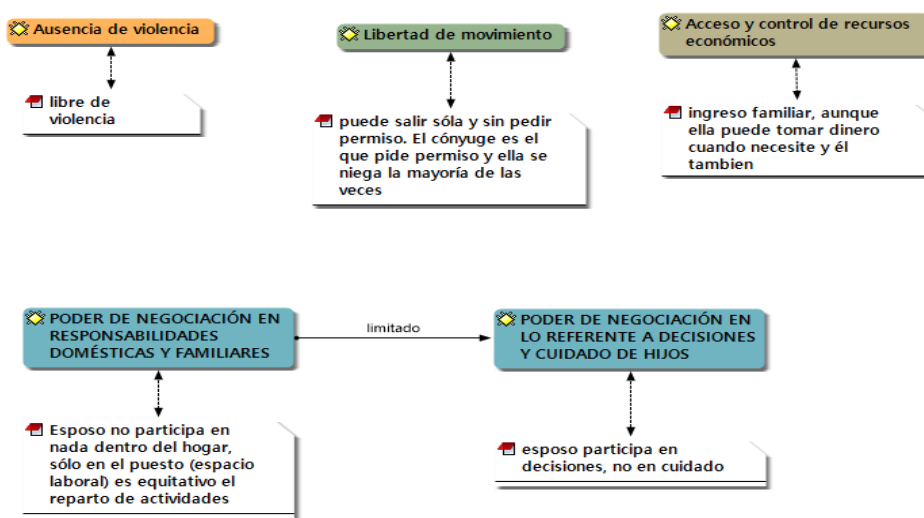 Ausencia de violencia
libre de
violencia
Libertad de movimiento
puede salir sóla y sin pedir
permiso. El cónyuge es el
que pide permiso y ella se
niega la mayoría de las
veces
Acceso y control de recursos
económicos
ingreso familiar, aunque
ella puede tomar dinero
cuando necesite y él
tambien
PODER DE NEGOCIACIÓN EN
RESPONSABILIDADES
DOMÉSTICAS Y FAMILIARES
limitado
PODER DE NEGOCIACIÓN EN
LO REFERENTE A DECISIONES
Y CUIDADO DE HIJOS
Esposo no participa en
nada dentro del hogar,
sólo en el puesto (espacio
laboral) es equitativo el
reparto de actividades
esposo participa en
decisiones, no en cuidado